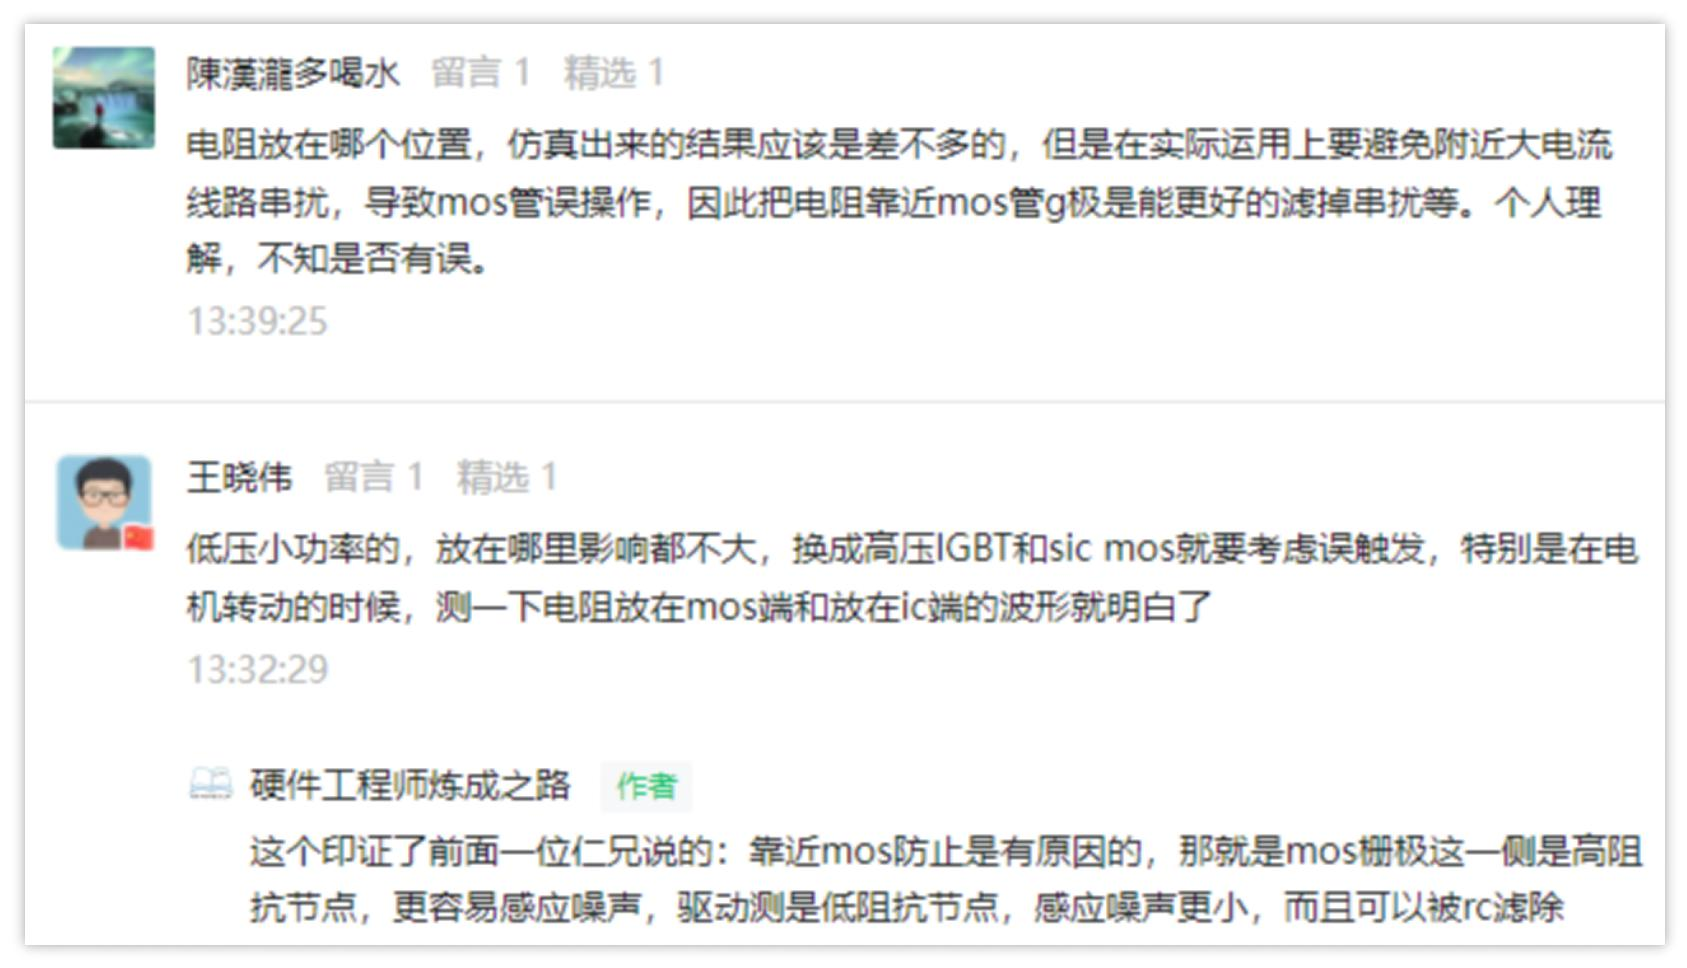 陳漢瀧多喝水 留言 1 精选 1
电阻放在哪个位置，仿真出来的结果应该是差不多的，但是在实际运用上要避免附近大电流
线路串扰，导致mos管误操作，因此把电阻靠近mos管g极是能更好的滤掉串扰等。个人理
解，不知是否有误。
13:39:25
王晓伟 留言 1 精选 1
低压小功率的，放在哪里影响都不大，换成高压IGBT和sic mos就要考虑误触发，特别是在电
机转动的时候，测一下电阻放在mos端和放在ic端的波形就明白了
13:32:29
硬件工程师炼成之路 作者
这个印证了前面一位仁兄说的：靠近mos防止是有原因的，那就是mos栅极这一侧是高阻
抗节点，更容易感应噪声，驱动测是低阻抗节点，感应噪声更小，而且可以被rc滤除